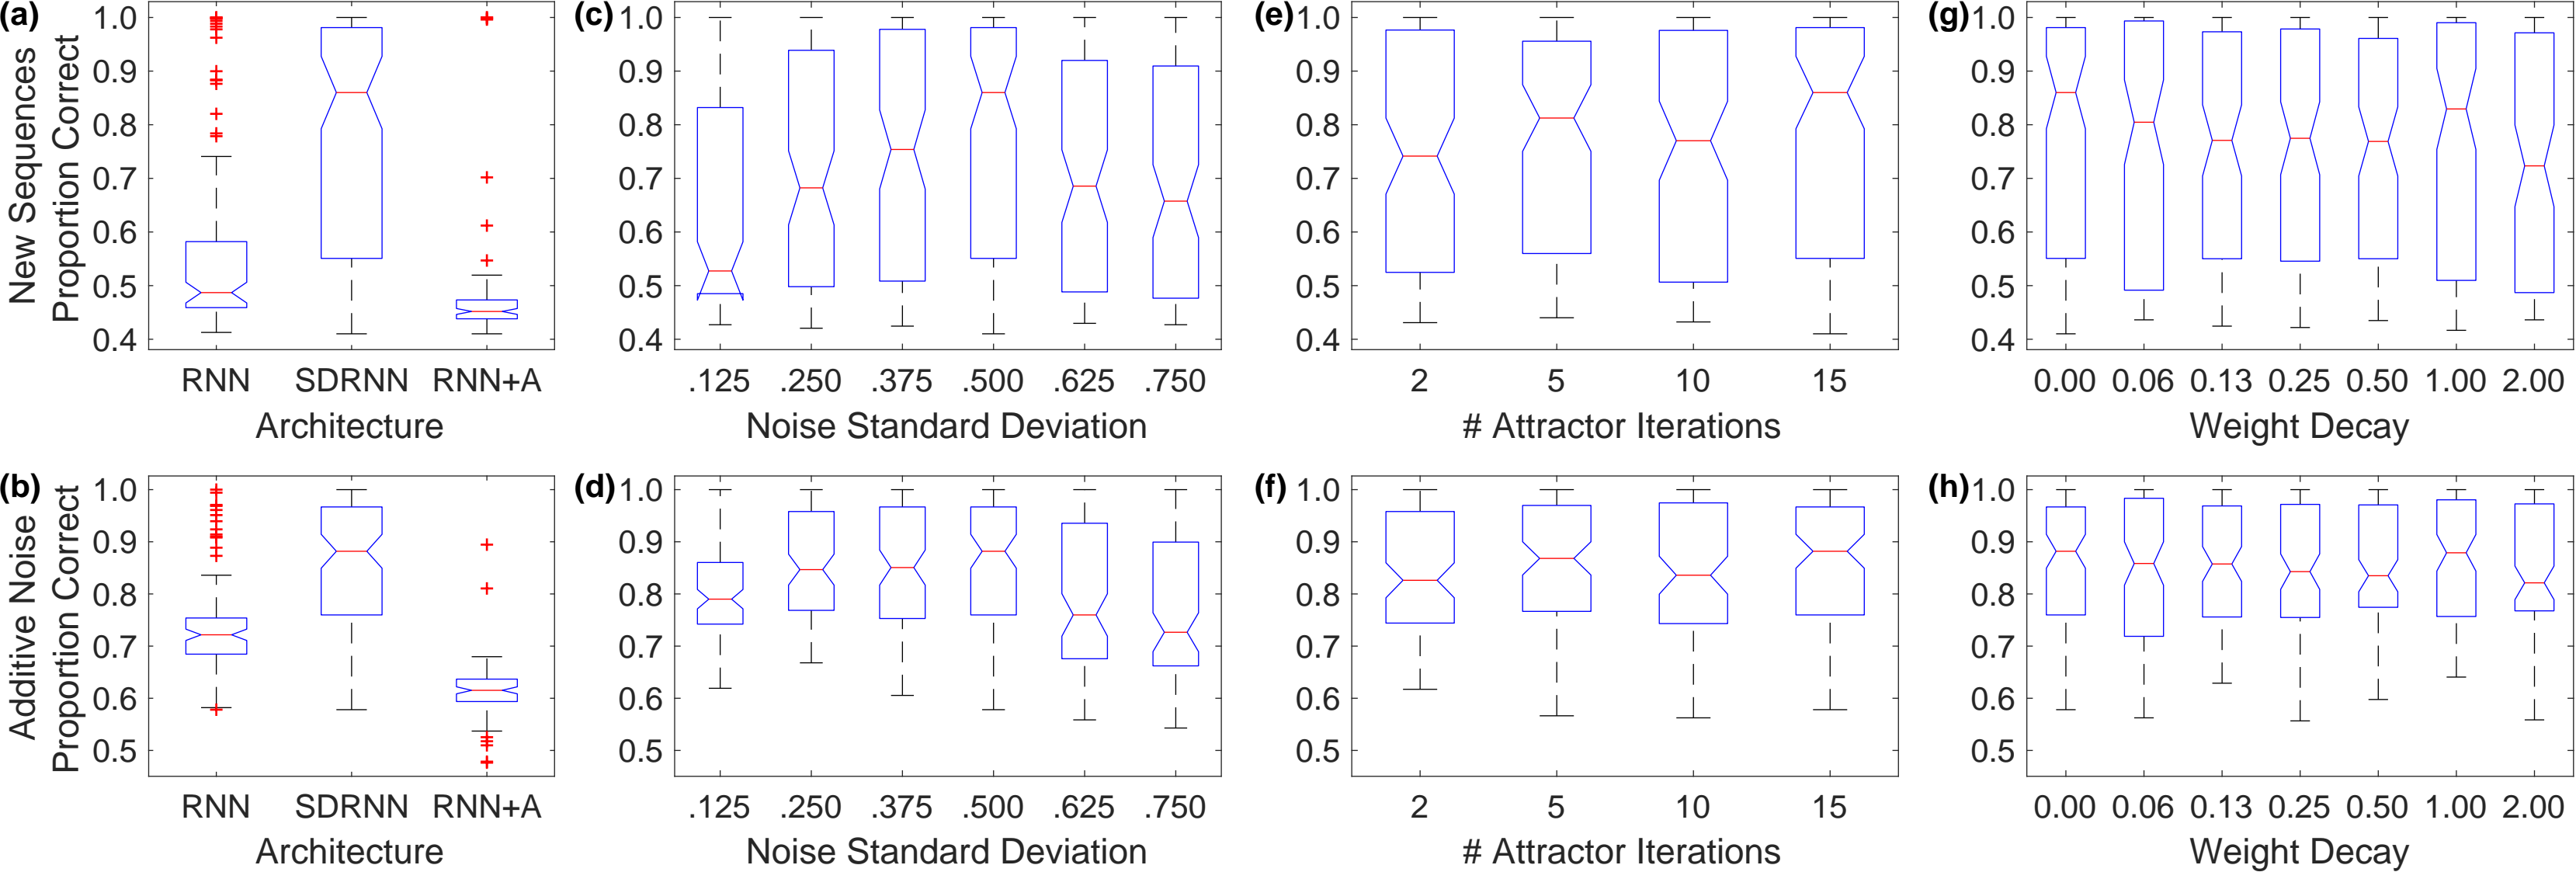 (a)
New Sequences
Proportion Correct
1.0
0.9
0.8
0.7
0.6
0.5
0.4
RNN SDRNN RNN+A
Architecture
(c)
1.0
0.9
0.8
0.7
0.6
0.5
0.4
.125 .250 .375 .500 .625 .750
Noise Standard Deviation
(e)
1.0
0.9
0.8
0.7
0.6
0.5
0.4
2 5 10 15
# Attractor Iterations
(g)
1.0
0.9
0.8
0.7
0.6
0.5
0.4
0.00 0.06 0.13 0.25 0.50 1.00 2.00
Weight Decay
(b)
Additive Noise
Proportion Correct
1.0
0.9
0.8
0.7
0.6
0.5
RNN SDRNN RNN+A
Architecture
(d)
1.0
0.9
0.8
0.7
0.6
0.5
.125 .250 .375 .500 .625 .750
Noise Standard Deviation
(f)
1.0
0.9
0.8
0.7
0.6
0.5
2 5 10 15
# Attractor Iterations
(h)
1.0
0.9
0.8
0.7
0.6
0.5
0.00 0.06 0.13 0.25 0.50 1.00 2.00
Weight Decay